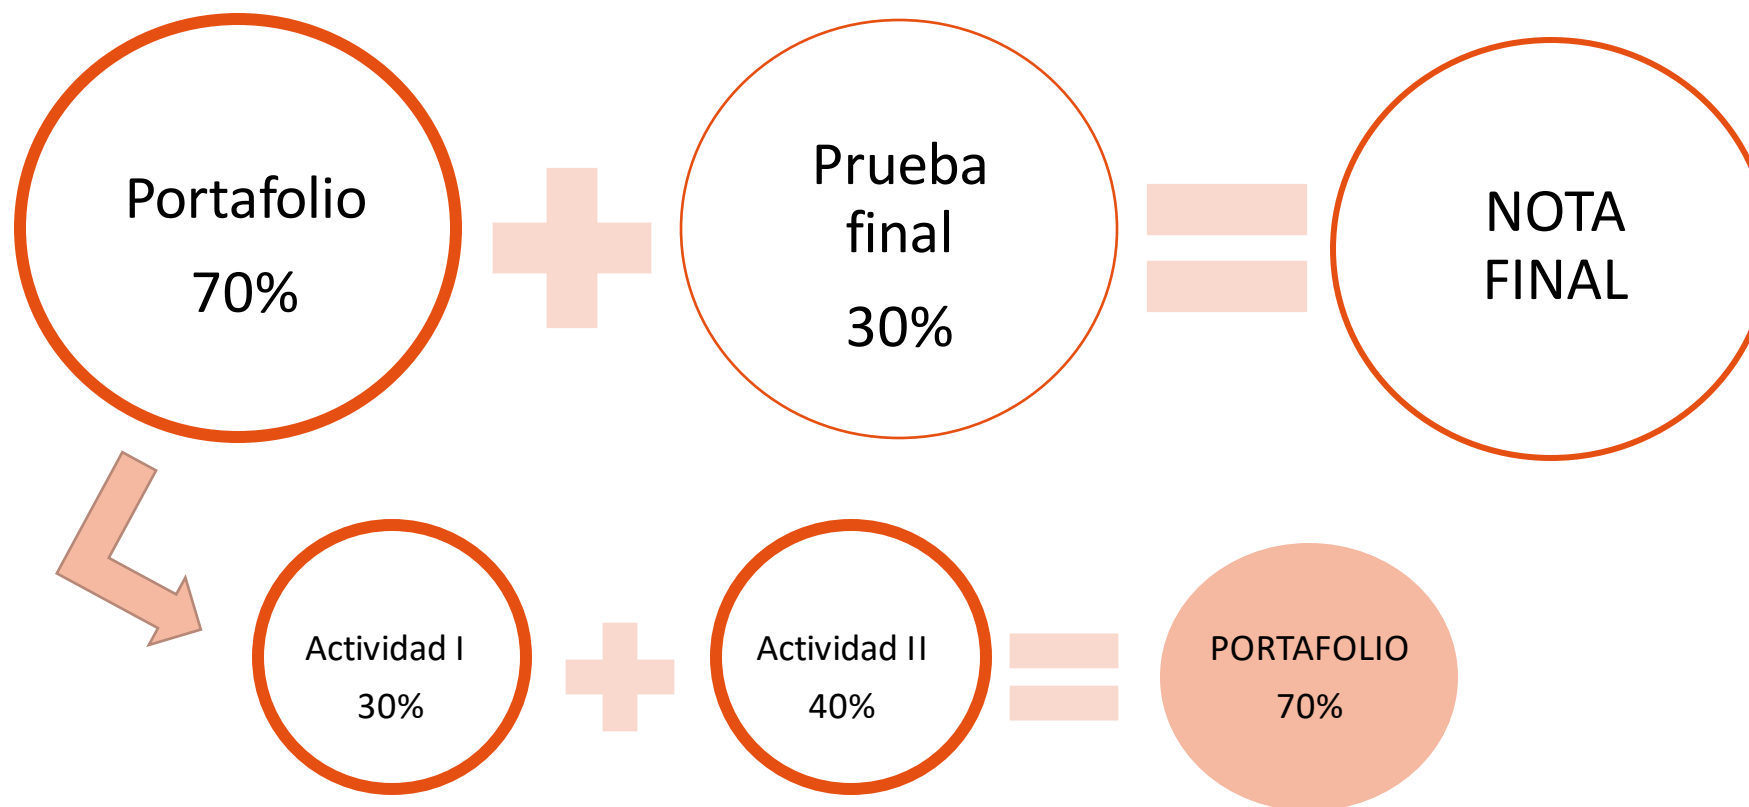 Portafolio
70%
Prueba
final
30%
NOTA
FINAL
Actividad I
30%
Actividad II
40%
PORTAFOLIO
70%